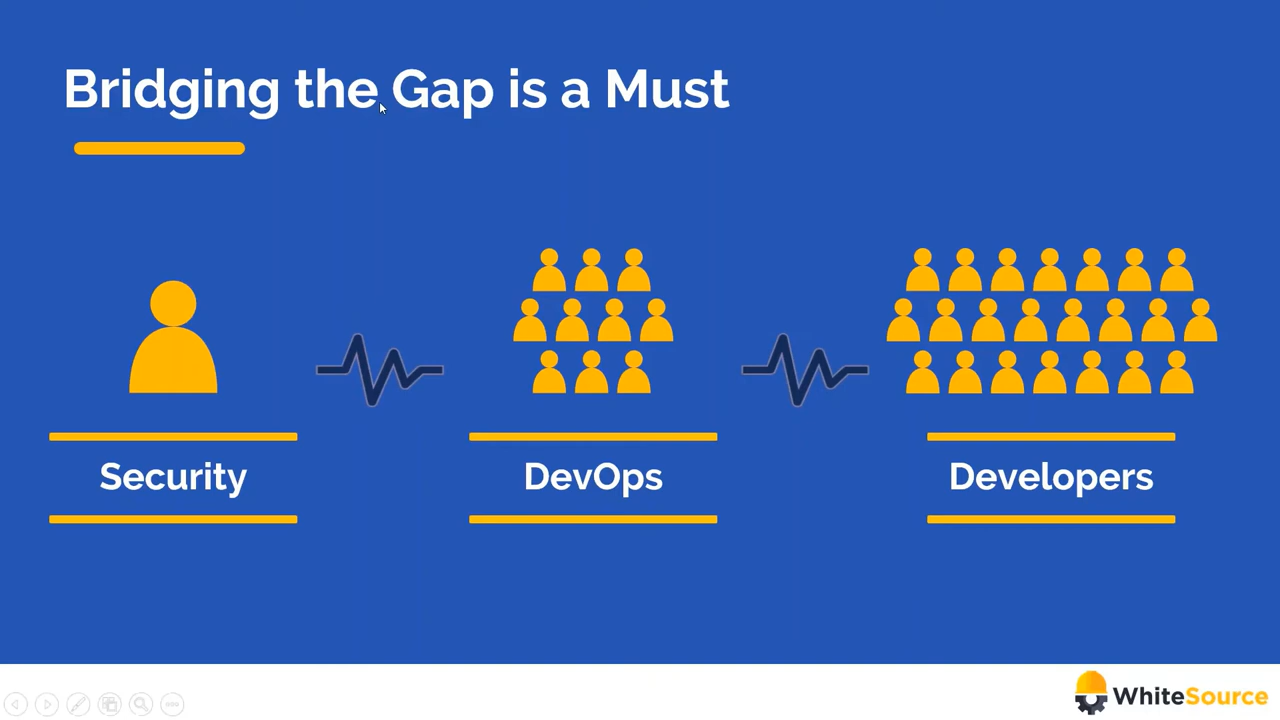 Bridging the Gap is a Must
Security
DevOps
Developers
WhiteSource